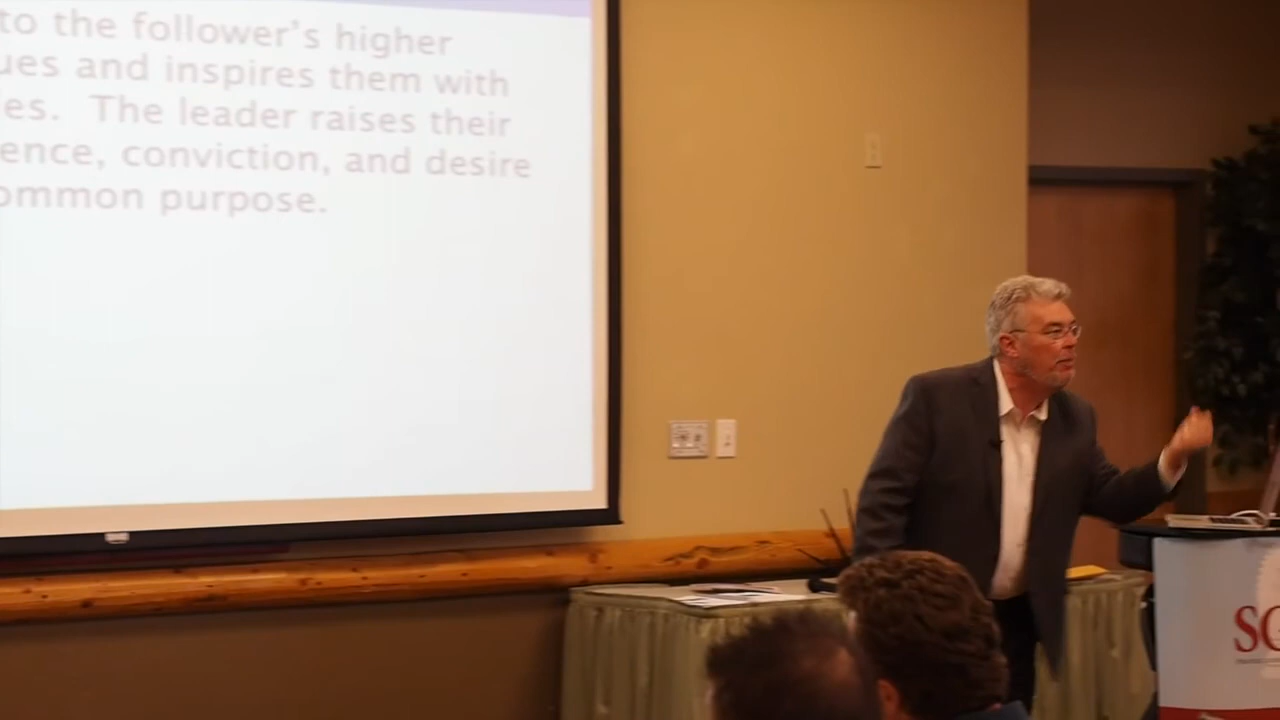 to the follower's higher
ues and inspires them with
es. The leader raises their
ence, conviction, and desire
ommon purpose.
SC